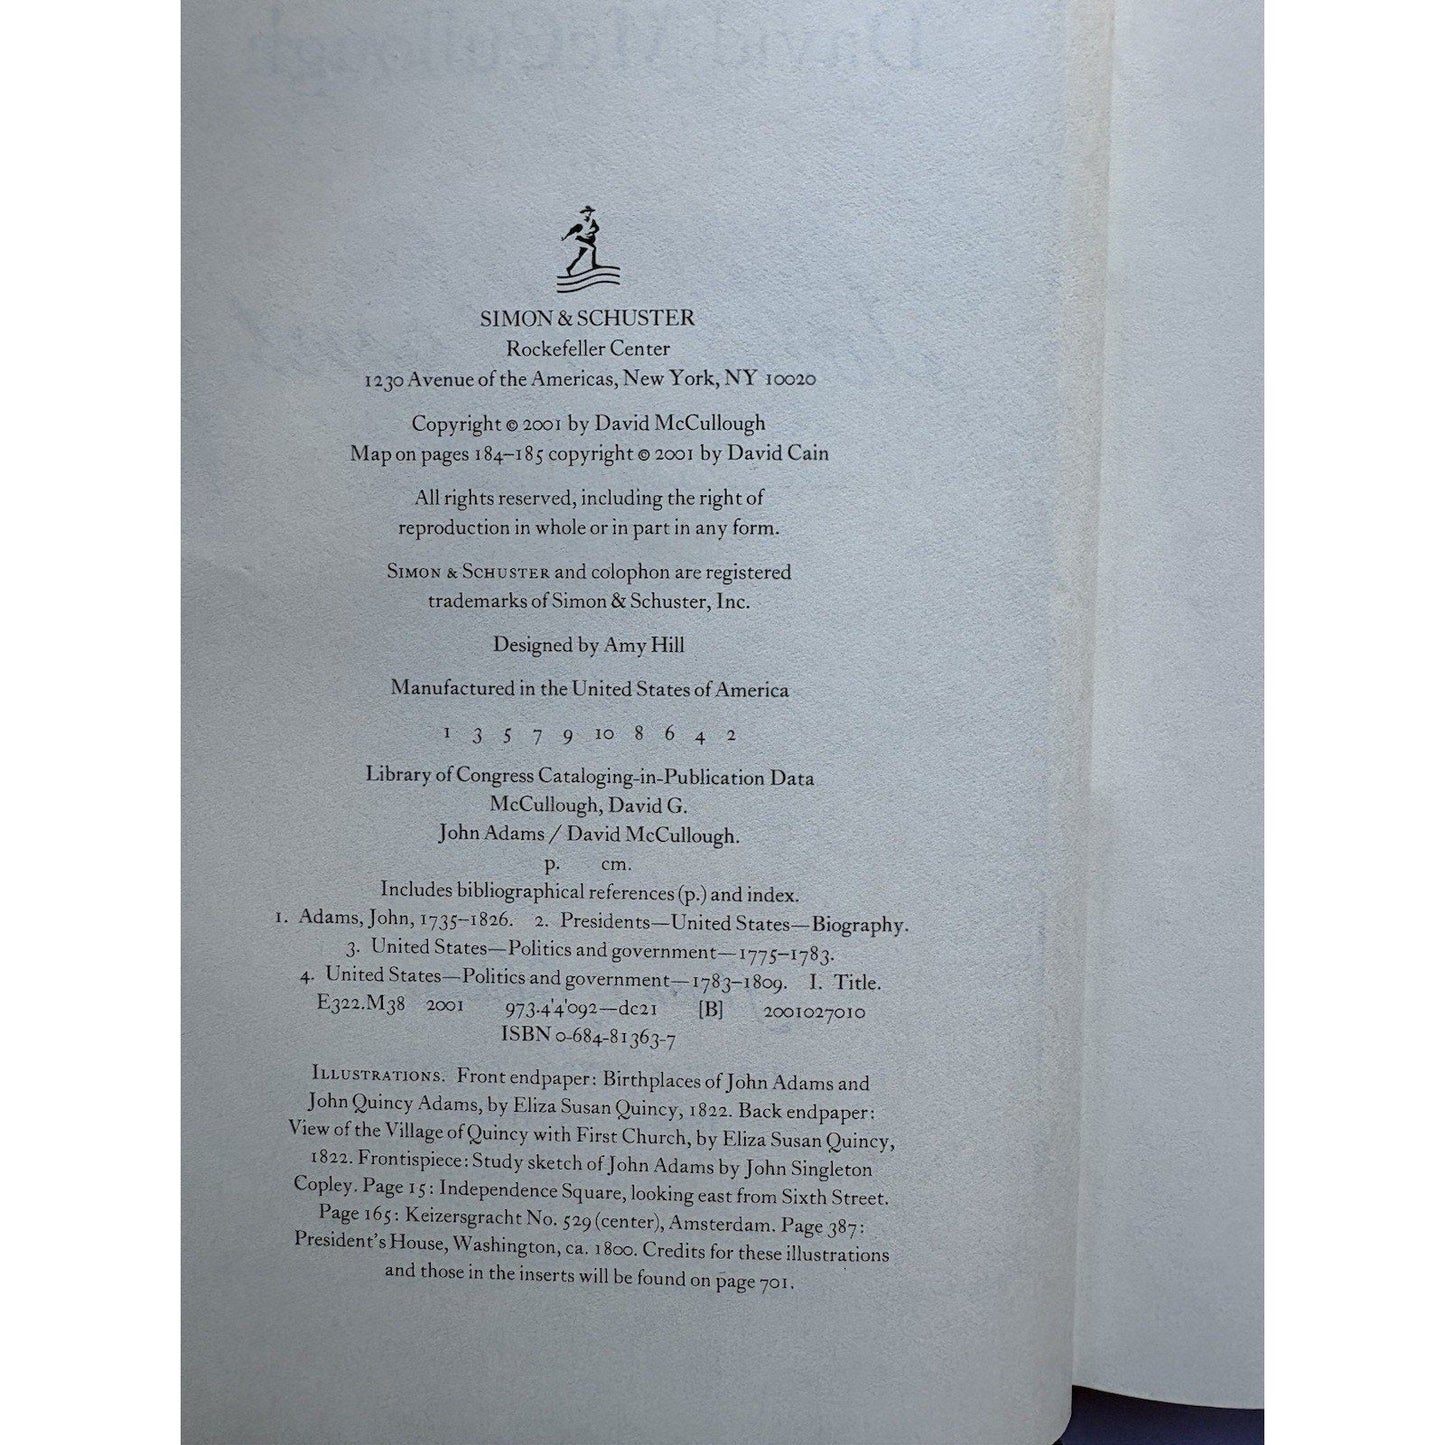 SIMON & SCHUSTER
Rockefeller Center
1230 Avenue of the Americas, New York, NY 10020
Copyright © 2001 by David McCullough
Map on pages 184–185 copyright © 2001 by David Cain
All rights reserved, including the right of
reproduction in whole or in part in any form.
SIMON & SCHUSTER and colophon are registered
trademarks of Simon & Schuster, Inc.
Designed by Amy Hill
Manufactured in the United States of America
1 3 5 7 9 10 8 6 4 2
Library of Congress Cataloging-in-Publication Data
McCullough, David G.
John Adams / David McCullough.
p. cm.
Includes bibliographical references (p.) and index.
1. Adams, John, 1735–1826. 2. Presidents—United States—Biography.
3. United States—Politics and government—1775–1783.
4. United States—Politics and government—1783–1809. I. Title.
E322.M38 2001 973.4'4'092—dc21 [B] 2001027010
ISBN 0-684-81363-7
ILLUSTRATIONS. Front endpaper: Birthplaces of John Adams and
John Quincy Adams, by Eliza Susan Quincy, 1822. Back endpaper:
View of the Village of Quincy with First Church, by Eliza Susan Quincy,
1822. Frontispiece: Study sketch of John Adams by John Singleton
Copley. Page 15: Independence Square, looking east from Sixth Street.
Page 165: Keizersgracht No. 529 (center), Amsterdam. Page 387:
President's House, Washington, ca. 1800. Credits for these illustrations
and those in the inserts will be found on page 701.